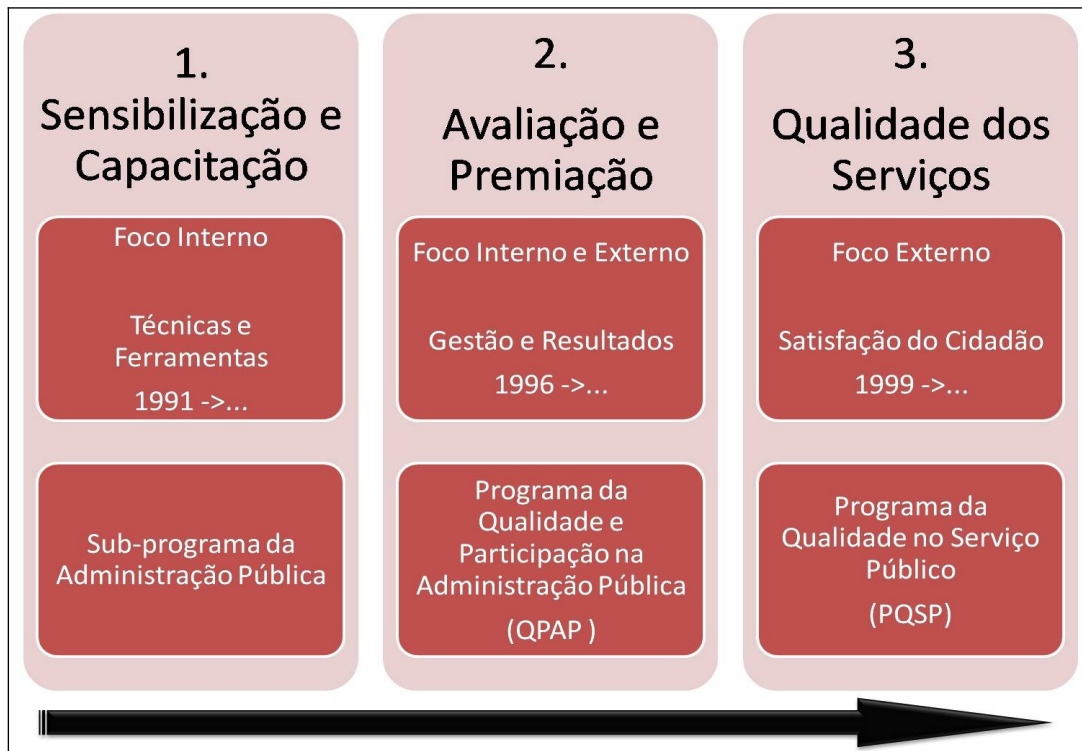 1.
Sensibilização e
Capacitação
Foco Interno
Técnicas e
Ferramentas
1991 ->...
Sub-programa da
Administração Pública
2.
Avaliação e
Premiação
Foco Interno e Externo
Gestão e Resultados
1996 ->...
Programa da
Qualidade e
Participação na
Administração Pública
(QPAP )
3.
Qualidade dos
Serviços
Foco Externo
Satisfação do Cidadão
1999 ->...
Programa da
Qualidade no Serviço
Público
(PQSP)